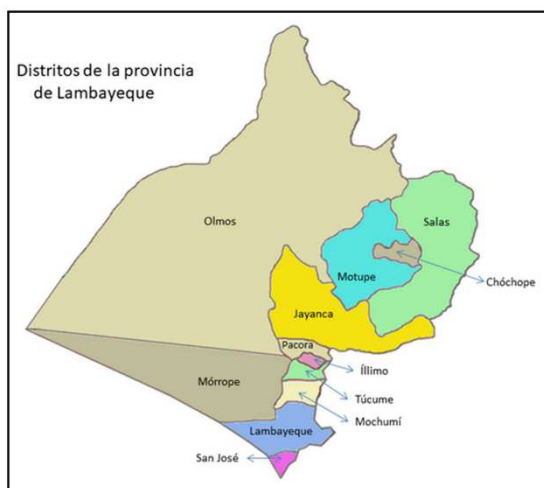 Distritos de la provincia
de Lambayeque
Olmos
Salas
Motupe
Chóchope
Jayanca
Pacora
Íllimo
Mórrope
Túcume
Mochumí
Lambayeque
San José